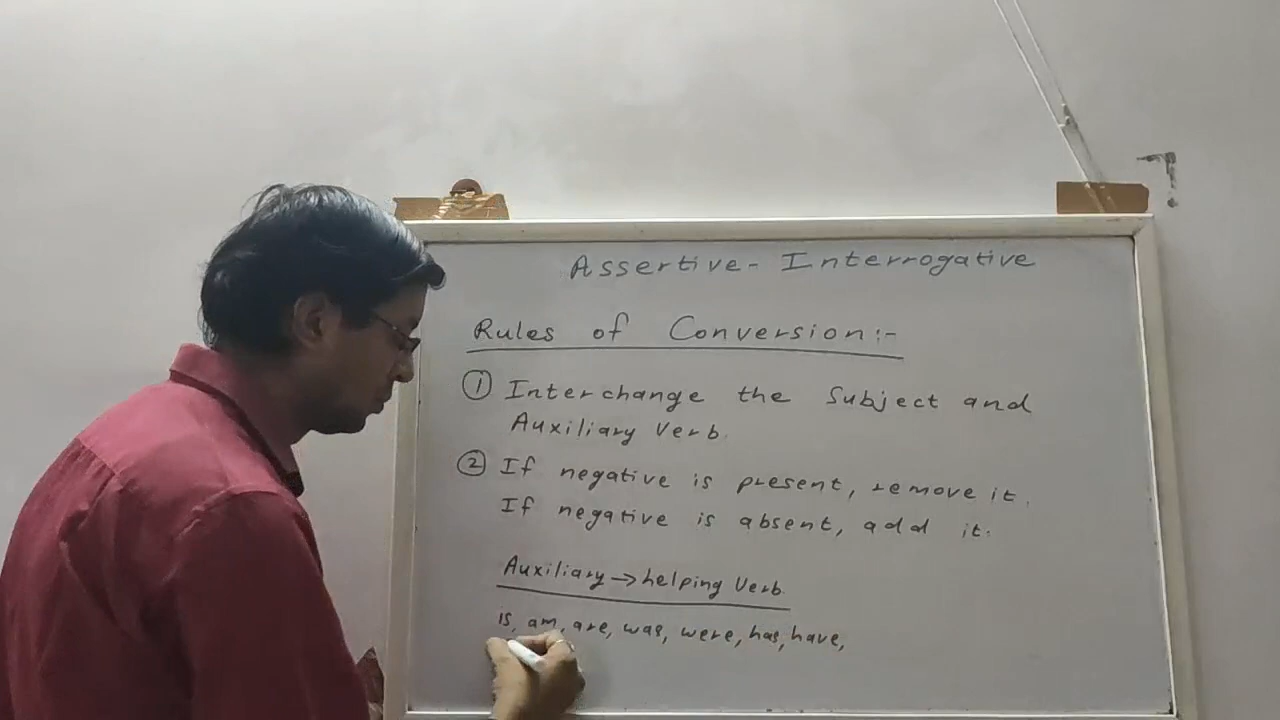 Assertive- Interrogative
Rules of Conversion:-
① Interchange the Subject and
Auxiliary Verb.
② If negative is present, remove it.
If negative is absent, add it.
Auxiliary → helping Verb
is, am, are, was, were, has, have,